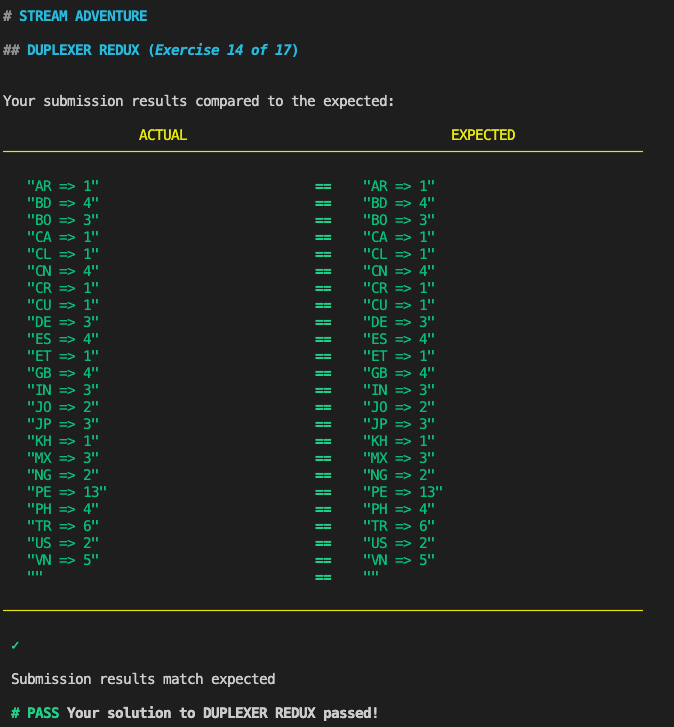 # STREAM ADVENTURE
## DUPLEXER REDUX (Exercise 14 of 17)
Your submission results compared to the expected:
ACTUAL EXPECTED
"AR => 1" == "AR => 1"
"BD => 4" == "BD => 4"
"BO => 3" == "BO => 3"
"CA => 1" == "CA => 1"
"CL => 1" == "CL => 1"
"CN => 4" == "CN => 4"
"CR => 1" == "CR => 1"
"CU => 1" == "CU => 1"
"DE => 3" == "DE => 3"
"ES => 4" == "ES => 4"
"ET => 1" == "ET => 1"
"GB => 4" == "GB => 4"
"IN => 3" == "IN => 3"
"JO => 2" == "JO => 2"
"JP => 3" == "JP => 3"
"KH => 1" == "KH => 1"
"MX => 3" == "MX => 3"
"NG => 2" == "NG => 2"
"PE => 13" == "PE => 13"
"PH => 4" == "PH => 4"
"TR => 6" == "TR => 6"
"US => 2" == "US => 2"
"VN => 5" == "VN => 5"
"" == ""
✓
Submission results match expected
# PASS Your solution to DUPLEXER REDUX passed!